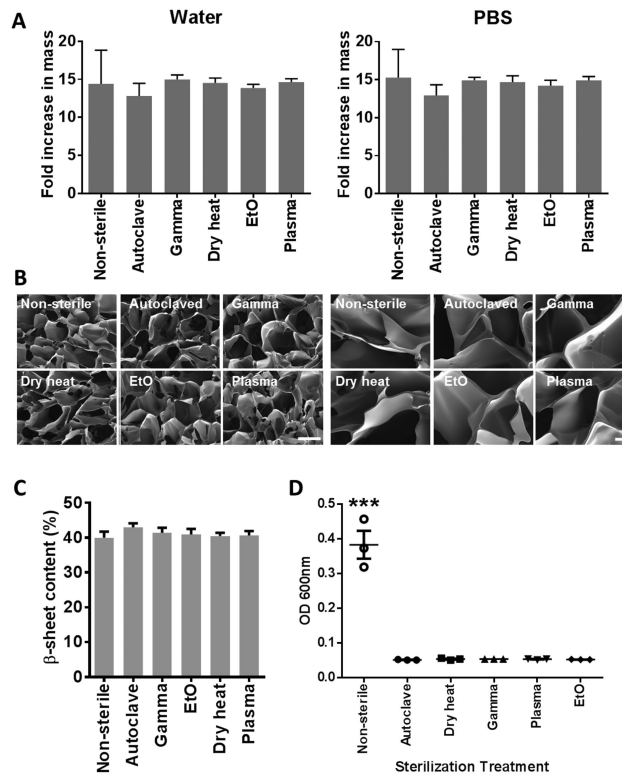 A
Water
PBS
Fold increase in mass
20
15
10
5
0
Non-sterile
Autoclave
Gamma
Dry heat
EtO
Plasma
Fold increase in mass
20
15
10
5
0
Non-sterile
Autoclave
Gamma
Dry heat
EtO
Plasma
B
Non-sterile Autoclaved Gamma Non-sterile Autoclaved Gamma
Dry heat EtO Plasma Dry heat EtO Plasma
C
β-sheet content (%)
60
40
20
0
Non-sterile
Autoclave
Gamma
EtO
Dry heat
Plasma
D
***
OD 600nm
0.5
0.4
0.3
0.2
0.1
0.0
Non-sterile
Autoclave
Dry heat
Gamma
Plasma
EtO
Sterilization Treatment